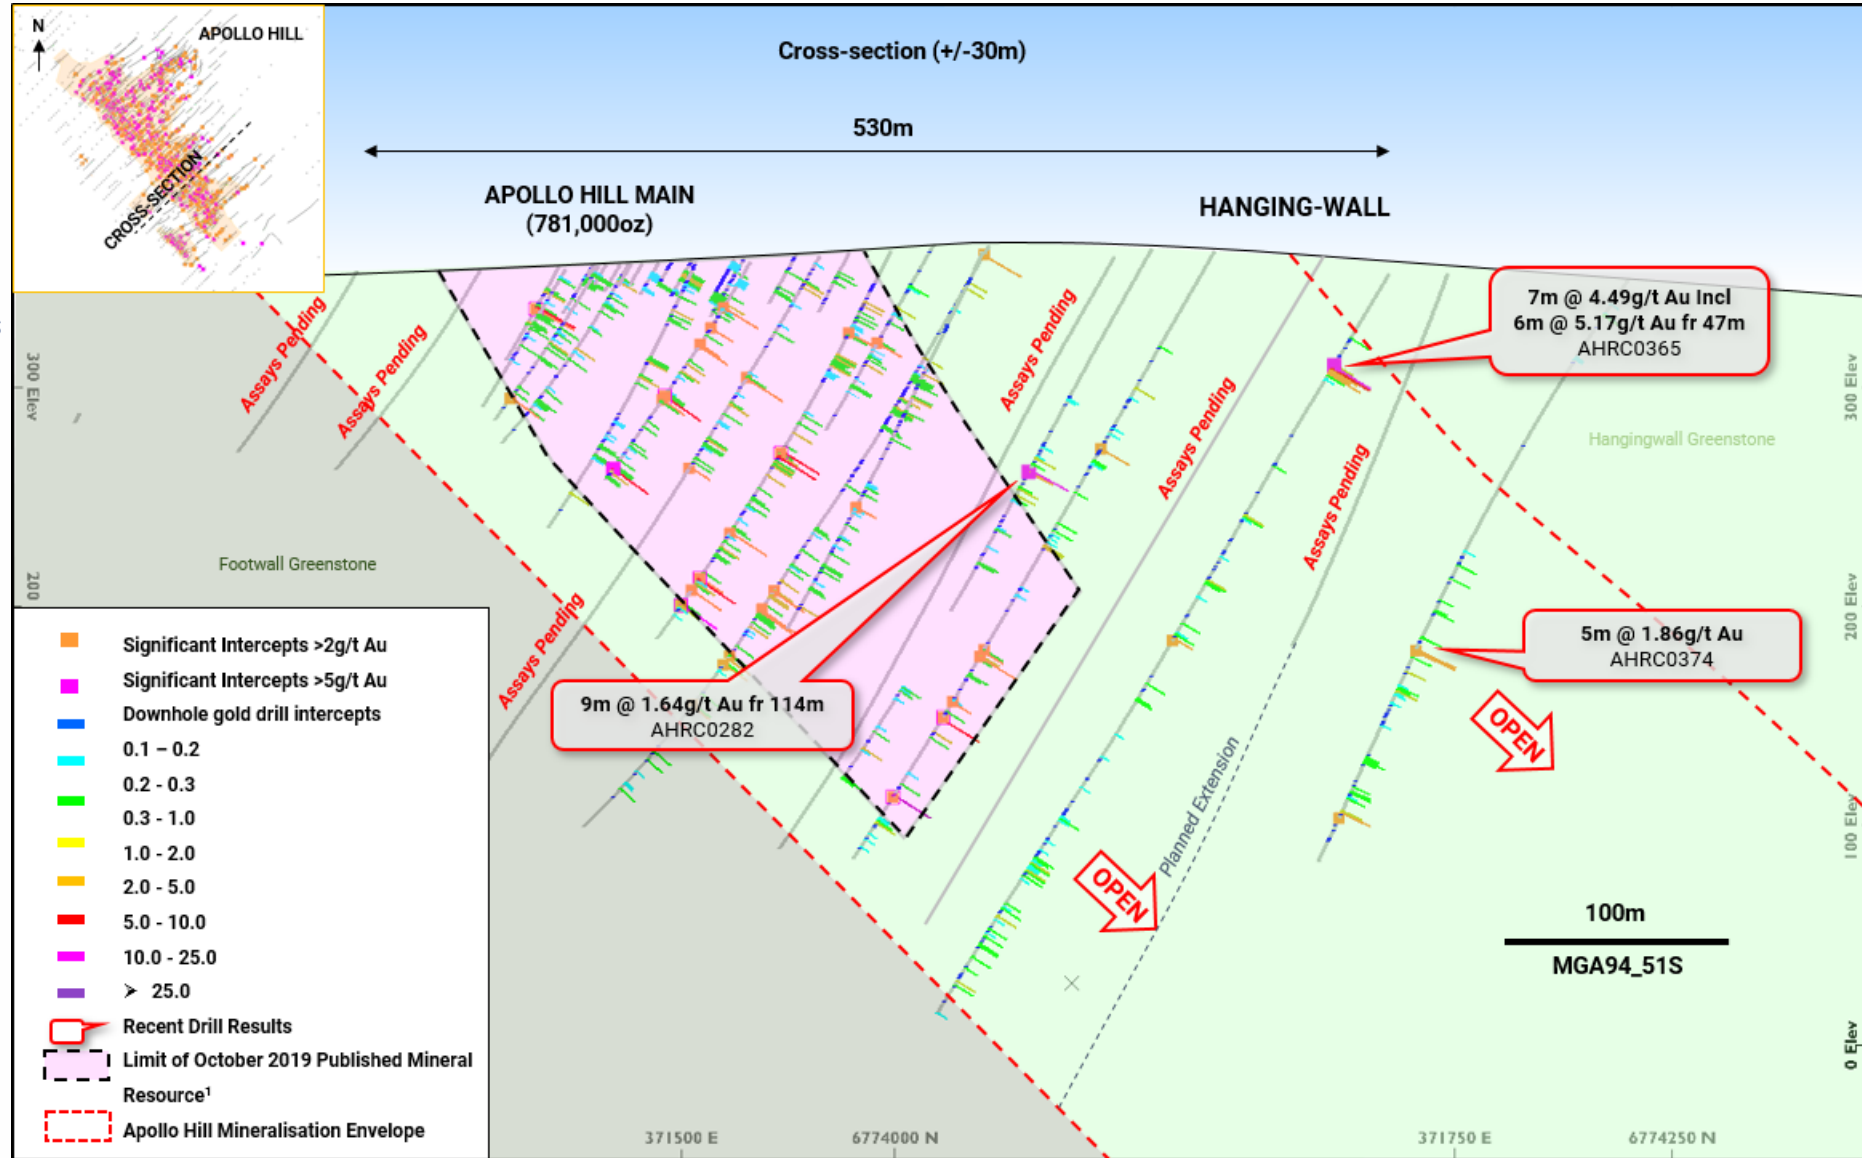 N
APOLLO HILL
CROSS-SECTION
Cross-section (+/-30m)
530m
APOLLO HILL MAIN
(781,000oz)
HANGING-WALL
7m @ 4.49g/t Au Incl
6m @ 5.17g/t Au fr 47m
AHRC0365
Assays Pending
Assays Pending
Assays Pending
Assays Pending
Assays Pending
Assays Pending
300 Elev
300 Elev
Hangingwall Greenstone
Footwall Greenstone
200
200 Elev
5m @ 1.86g/t Au
AHRC0374
9m @ 1.64g/t Au fr 114m
AHRC0282
OPEN
OPEN
Planned Extension
100 Elev
100m
MGA94_51S
0 Elev
Significant Intercepts >2g/t Au
Significant Intercepts >5g/t Au
Downhole gold drill intercepts
0.1 – 0.2
0.2 - 0.3
0.3 - 1.0
1.0 - 2.0
2.0 - 5.0
5.0 - 10.0
10.0 - 25.0
➢ 25.0
Recent Drill Results
Limit of October 2019 Published Mineral
Resource¹
Apollo Hill Mineralisation Envelope
371500 E
6774000 N
371750 E
6774250 N